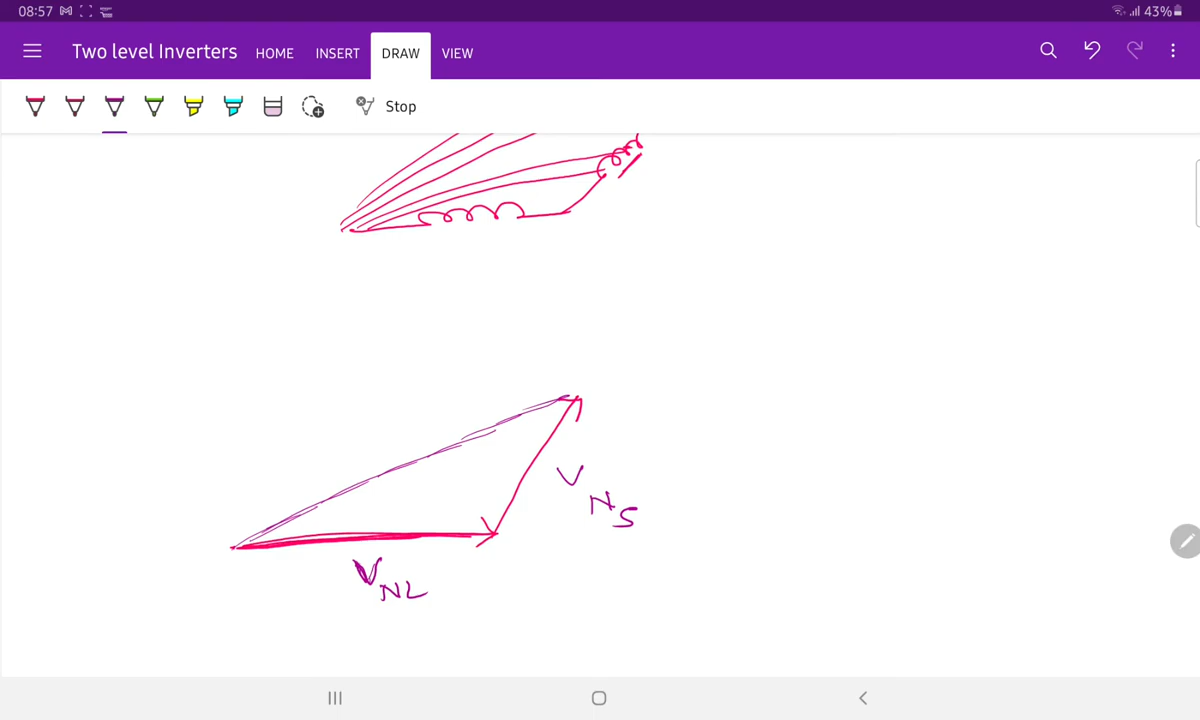 08:57 43%
Two level Inverters HOME INSERT DRAW VIEW
Stop
V
NS
V
NL